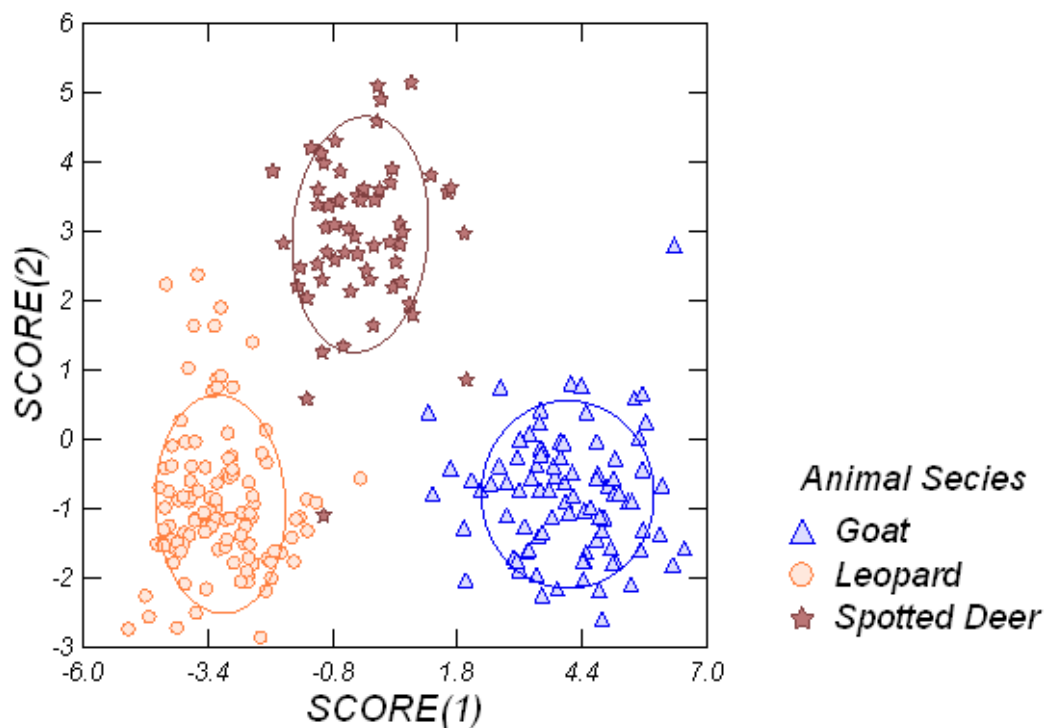 6
5
4
3
2
1
0
-1
-2
-3
-6.0 -3.4 -0.8 1.8 4.4 7.0
SCORE(2)
SCORE(1)
Animal Secies
Goat
Leopard
Spotted Deer